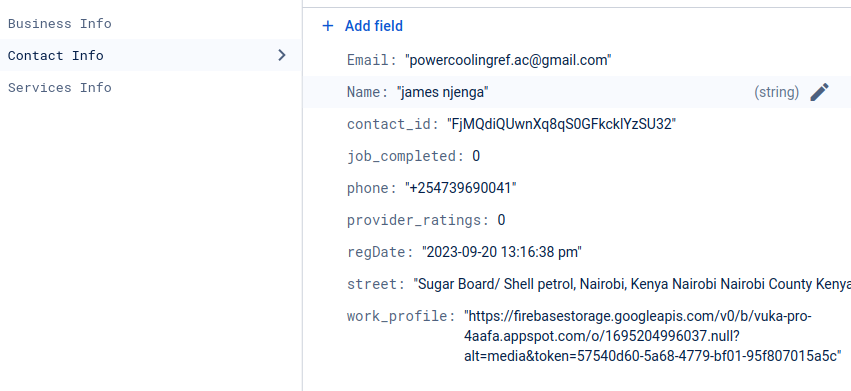 Business Info
Contact Info
Services Info
+ Add field
Email: "powercoolingref.ac@gmail.com"
Name: "james njenga" (string)
contact_id: "FjMQdiQUwnXq8qS0GFkcklYzSU32"
job_completed: 0
phone: "+254739690041"
provider_ratings: 0
regDate: "2023-09-20 13:16:38 pm"
street: "Sugar Board/ Shell petrol, Nairobi, Kenya Nairobi Nairobi County Kenya
work_profile: "https://firebasestorage.googleapis.com/v0/b/vuka-pro-
4aafa.appspot.com/o/1695204996037.null?
alt=media&token=57540d60-5a68-4779-bf01-95f807015a5c"